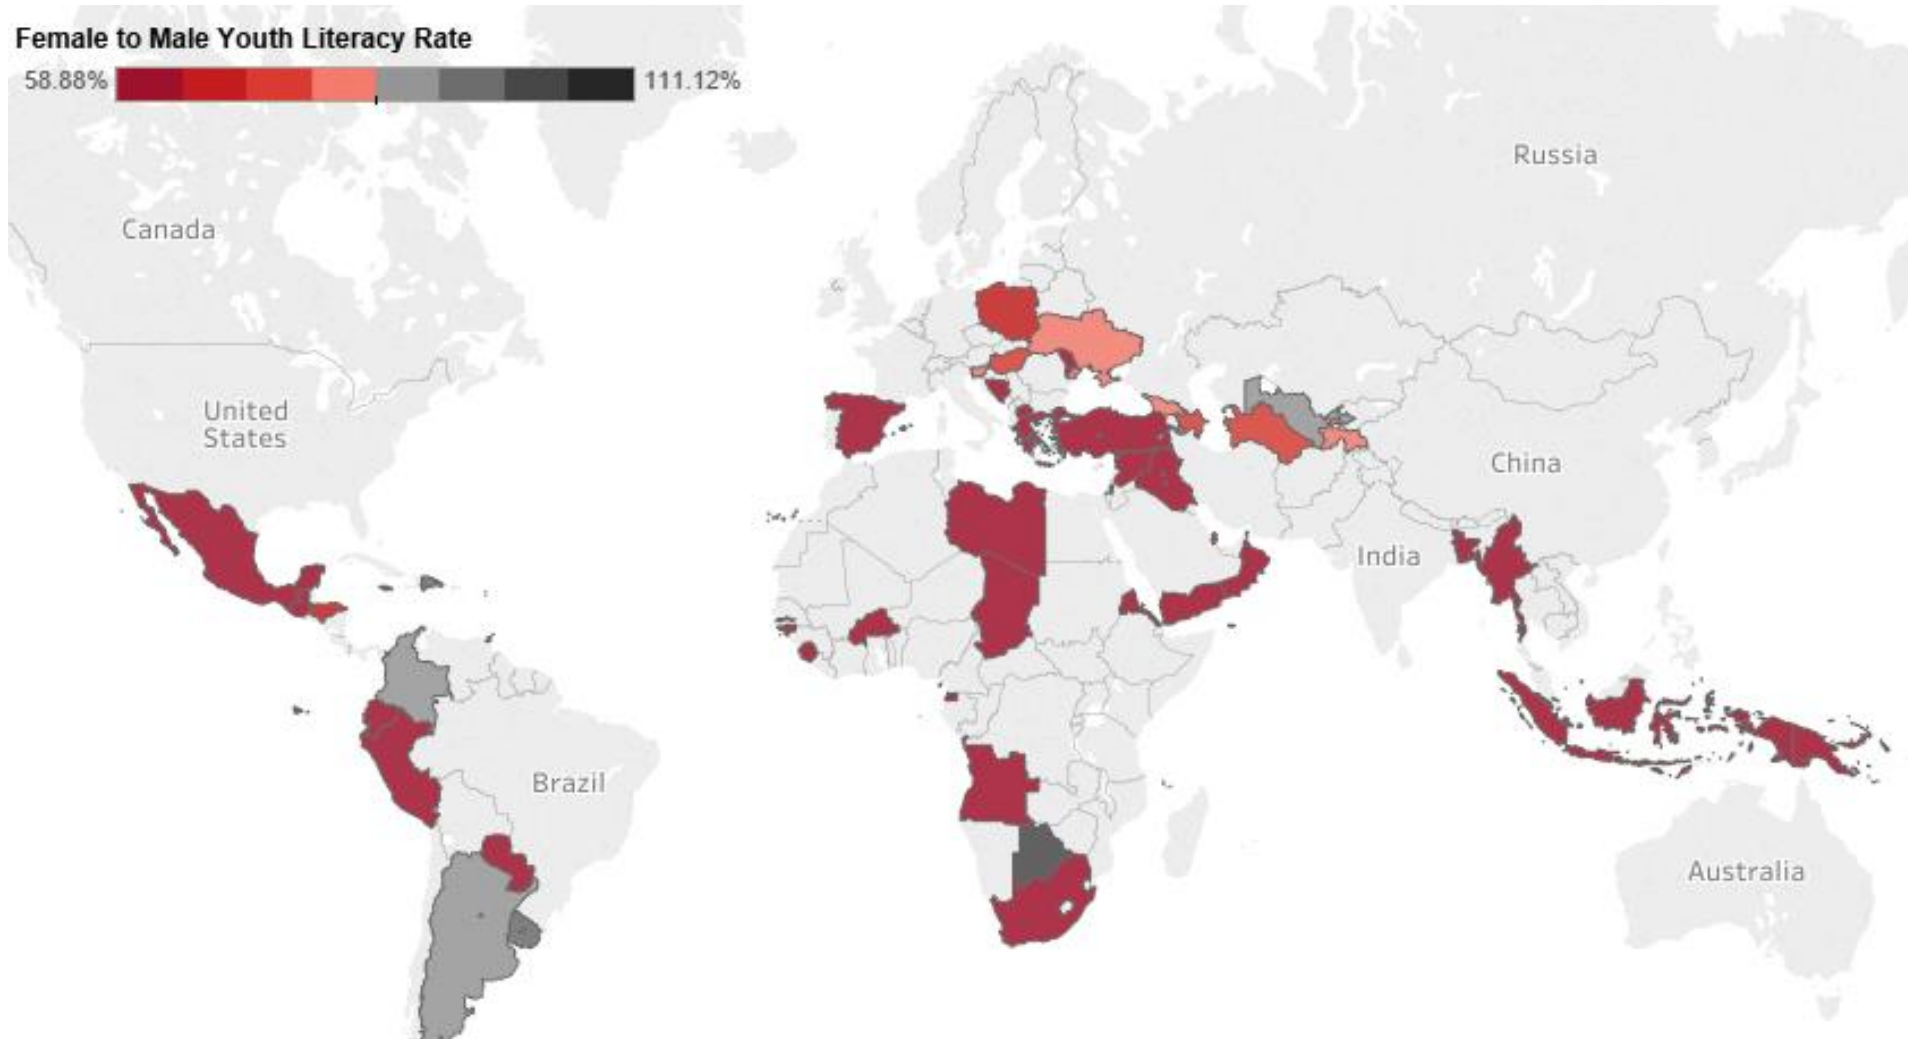 Female to Male Youth Literacy Rate
58.88% 111.12%
Russia
Canada
United
States
China
India
Brazil
Australia